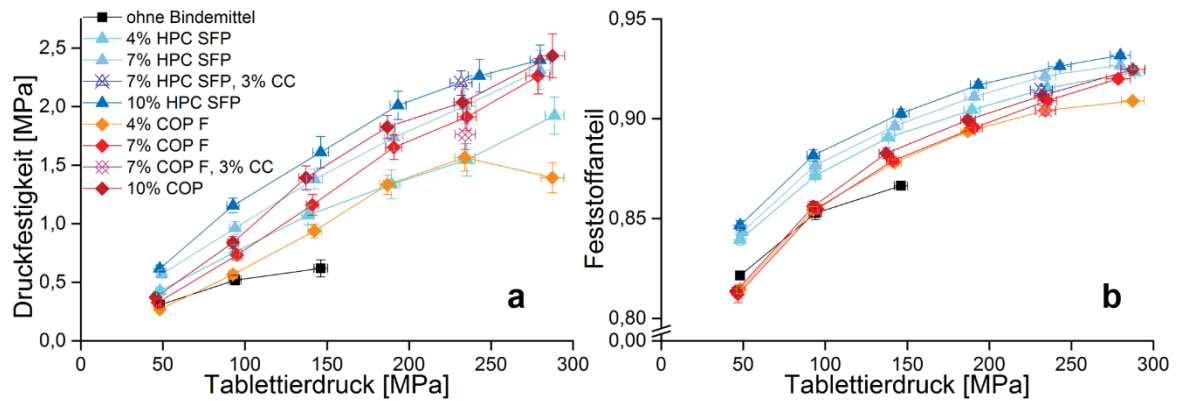 ohne Bindemittel
4% HPC SFP
7% HPC SFP
7% HPC SFP, 3% CC
10% HPC SFP
4% COP F
7% COP F
7% COP F, 3% CC
10% COP
Druckfestigkeit [MPa]
2,5
2,0
1,5
1,0
0,5
0,0
0 50 100 150 200 250 300
Tablettierdruck [MPa]
a
Feststoffanteil
0,95
0,90
0,85
0,80
0,00
0 50 100 150 200 250 300
Tablettierdruck [MPa]
b